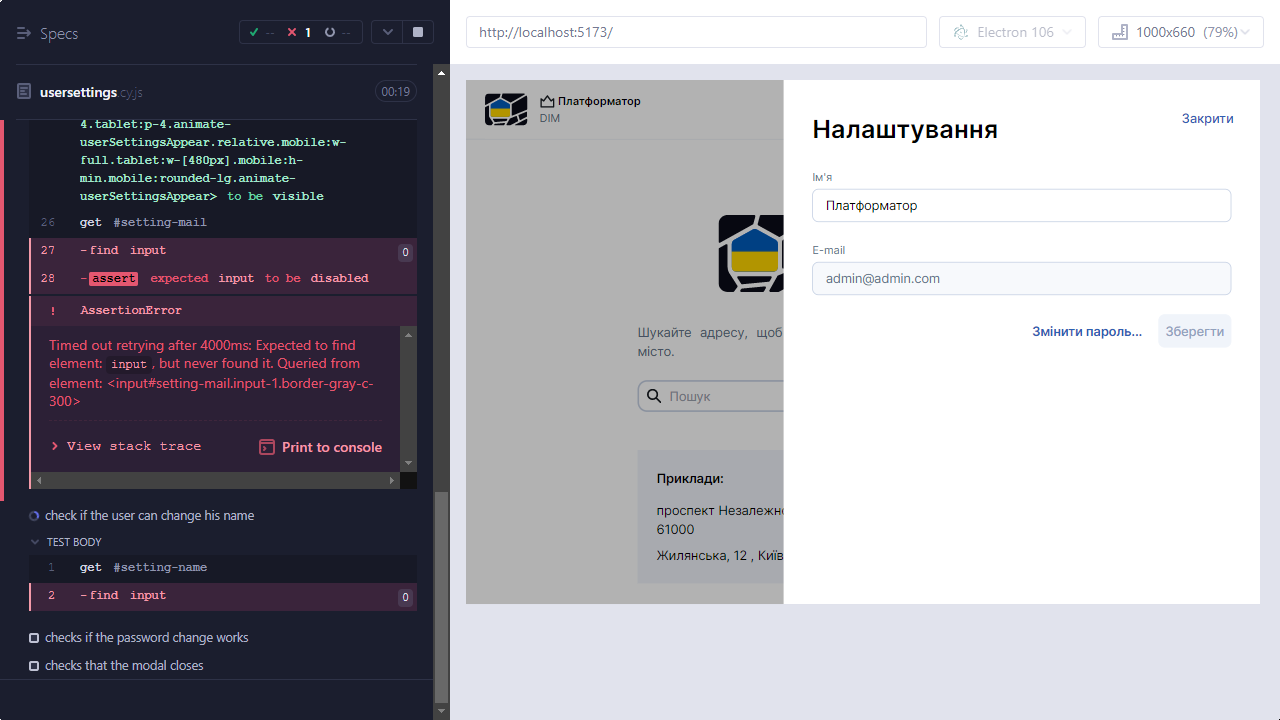 Specs
-- 1 --
usersettings.cy.js
00:19
4.tablet:p-4.animate-
userSettingsAppear.relative.mobile:w-
full.tablet:w-[480px].mobile:h-
min.mobile:rounded-lg.animate-
userSettingsAppear> to be visible
26 get #setting-mail
27 -find input 0
28 -assert expected input to be disabled
! AssertionError
Timed out retrying after 4000ms: Expected to find
element: input, but never found it. Queried from
element: <input#setting-mail.input-1.border-gray-c-
300>
View stack trace
Print to console
check if the user can change his name
TEST BODY
1 get #setting-name
2 -find input 0
checks if the password change works
checks that the modal closes
http://localhost:5173/
Electron 106
1000x660 (79%)
Платформатор
DIM
Шукайте адресу, щоб
місто.
Пошук
Приклади:
проспект Незалежно
61000
Жилянська, 12 , Київ
Налаштування
Закрити
Ім'я
Платформатор
E-mail
admin@admin.com
Змінити пароль...
Зберегти